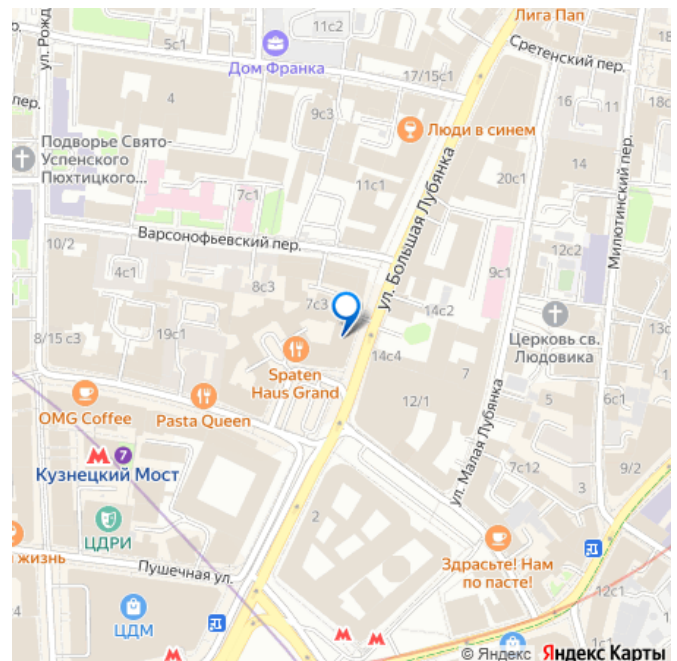 Лига Пап
11с2
ул. Рожд
5с1
Дом Франка
Сретенский пер.
18
17/15с1
4
16
11
18с
пер.
9с3
Люди в синем
Подворье Свято-
Успенского
Пюхтицкого...
14
7с1
11с1
20с1
Милютинский пер.
ул. Большая Лубянка
Варсонофьевский пер.
10/2
12с2
4с1
8с3
9с1
7с3
14с2
13с
8/15 с3
19с1
Церковь св.
Людовика
14с4
7
Spaten
Haus Grand
OMG Coffee
Pasta Queen
12/1
5
6с1
ул. Малая Лубянка
7
Кузнецкий Мост
7с12
9/2
3
2
ЦДРИ
жизнь
Пушечная ул.
Здрасьте! Нам
по пасте!
ЦДМ
12с1
1
© Яндекс Яндекс Карты